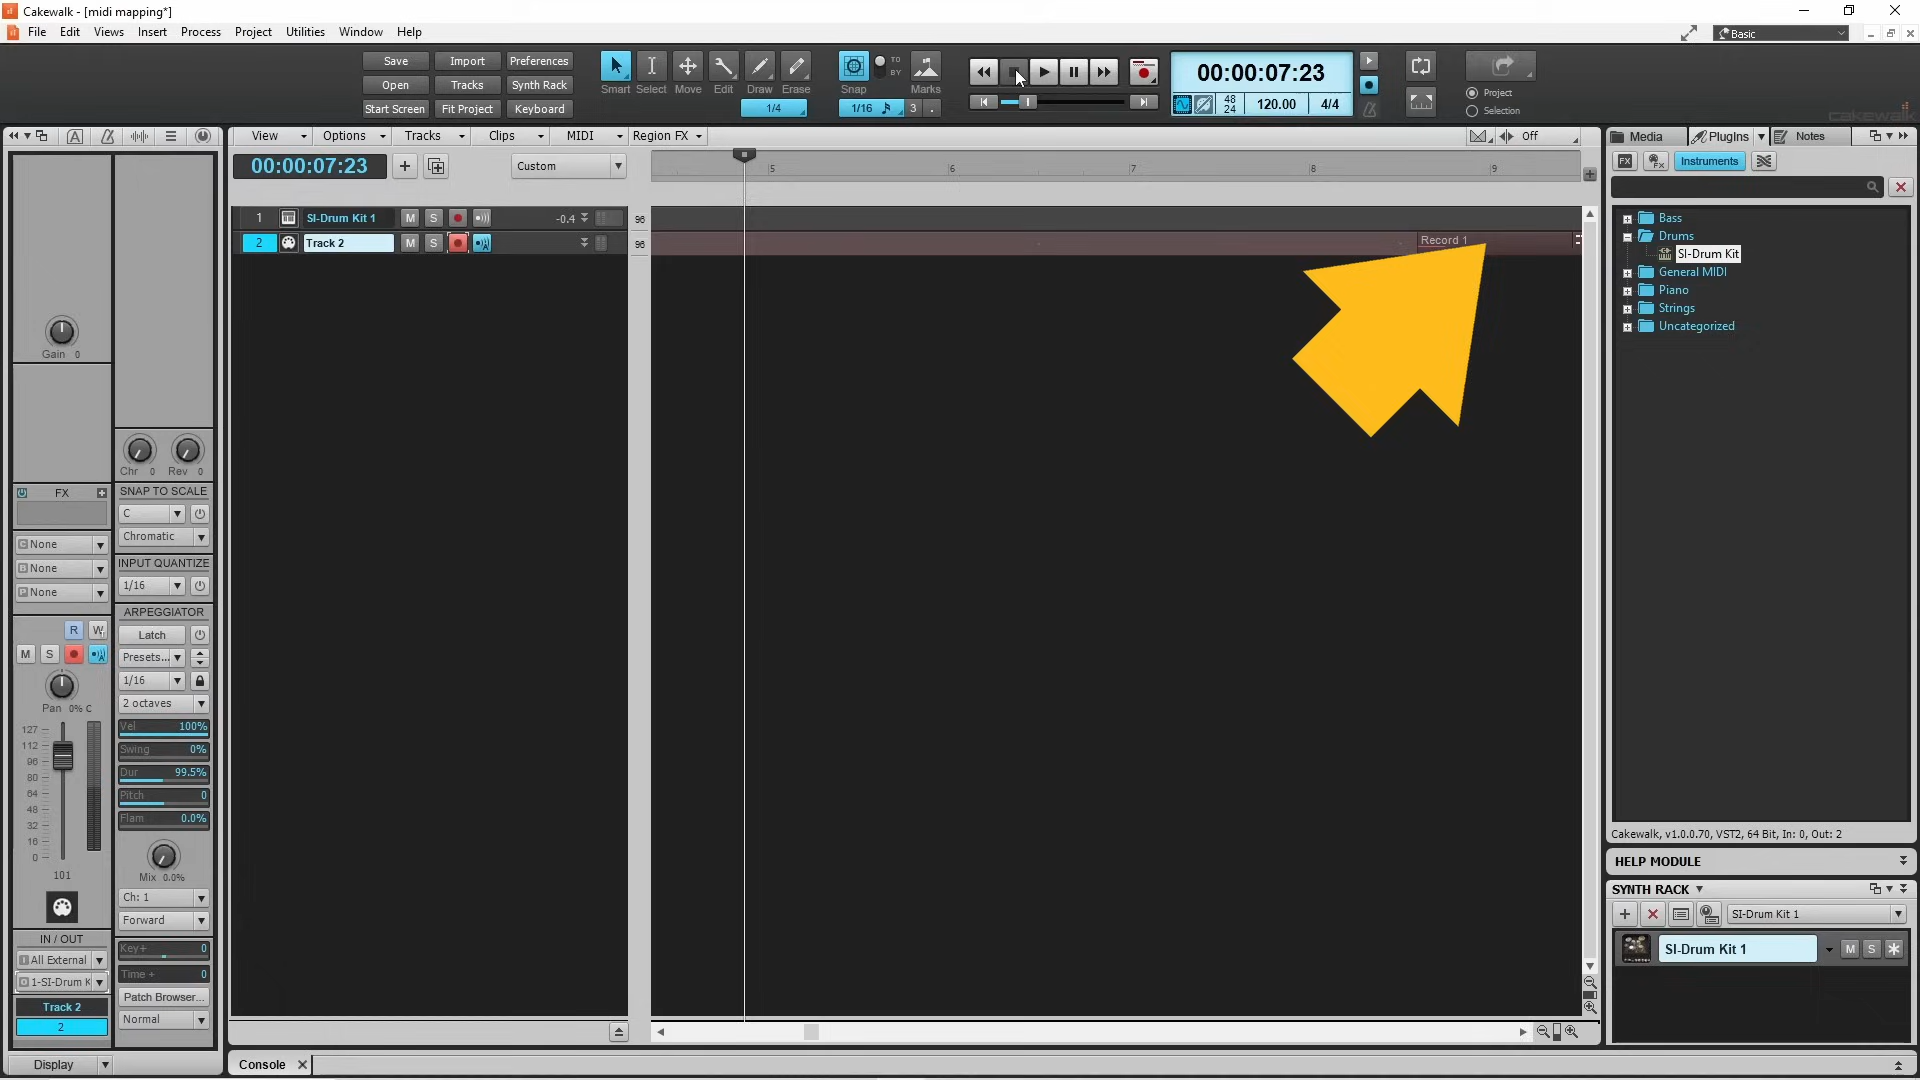 Cakewalk - [midi mapping*]
File Edit Views Insert Process Project Utilities Window Help
Basic
Save Import Preferences
Open Tracks Synth Rack
Start Screen Fit Project Keyboard
Smart Select Move Edit Draw Erase
1/4
Snap
TO
BY
Marks
1/16 3 .
00:00:07:23
48
24
120.00 4/4
Project
Selection
cakewalk
View Options Tracks Clips MIDI Region FX
Off
00:00:07:23
Custom
5 6 7 8 9
1 SI-Drum Kit 1 M S -0.4 96
2 Track 2 M S 96
Record 1
Gain 0
Chr 0 Rev 0
FX
SNAP TO SCALE
C
Chromatic
C None
B None
P None
INPUT QUANTIZE
1/16
ARPEGGIATOR
Latch
Presets...
1/16
2 octaves
R W
M S A
Pan 0% C
Vel 100%
Swing 0%
Dur 99.5%
Pitch 0
Flam 0.0%
127
112
96
80
64
48
32
16
0
101
Mix 0.0%
Ch: 1
Forward
IN / OUT
I All External
O 1-SI-Drum K
Track 2
2
Key+ 0
Time + 0
Patch Browser...
Normal
Display
Console
Media PlugIns Notes
FX Instruments
Bass
Drums
SI-Drum Kit
General MIDI
Piano
Strings
Uncategorized
Cakewalk, v1.0.0.70, VST2, 64 Bit, In: 0, Out: 2
HELP MODULE
SYNTH RACK
SI-Drum Kit 1
SI-Drum Kit 1 M S